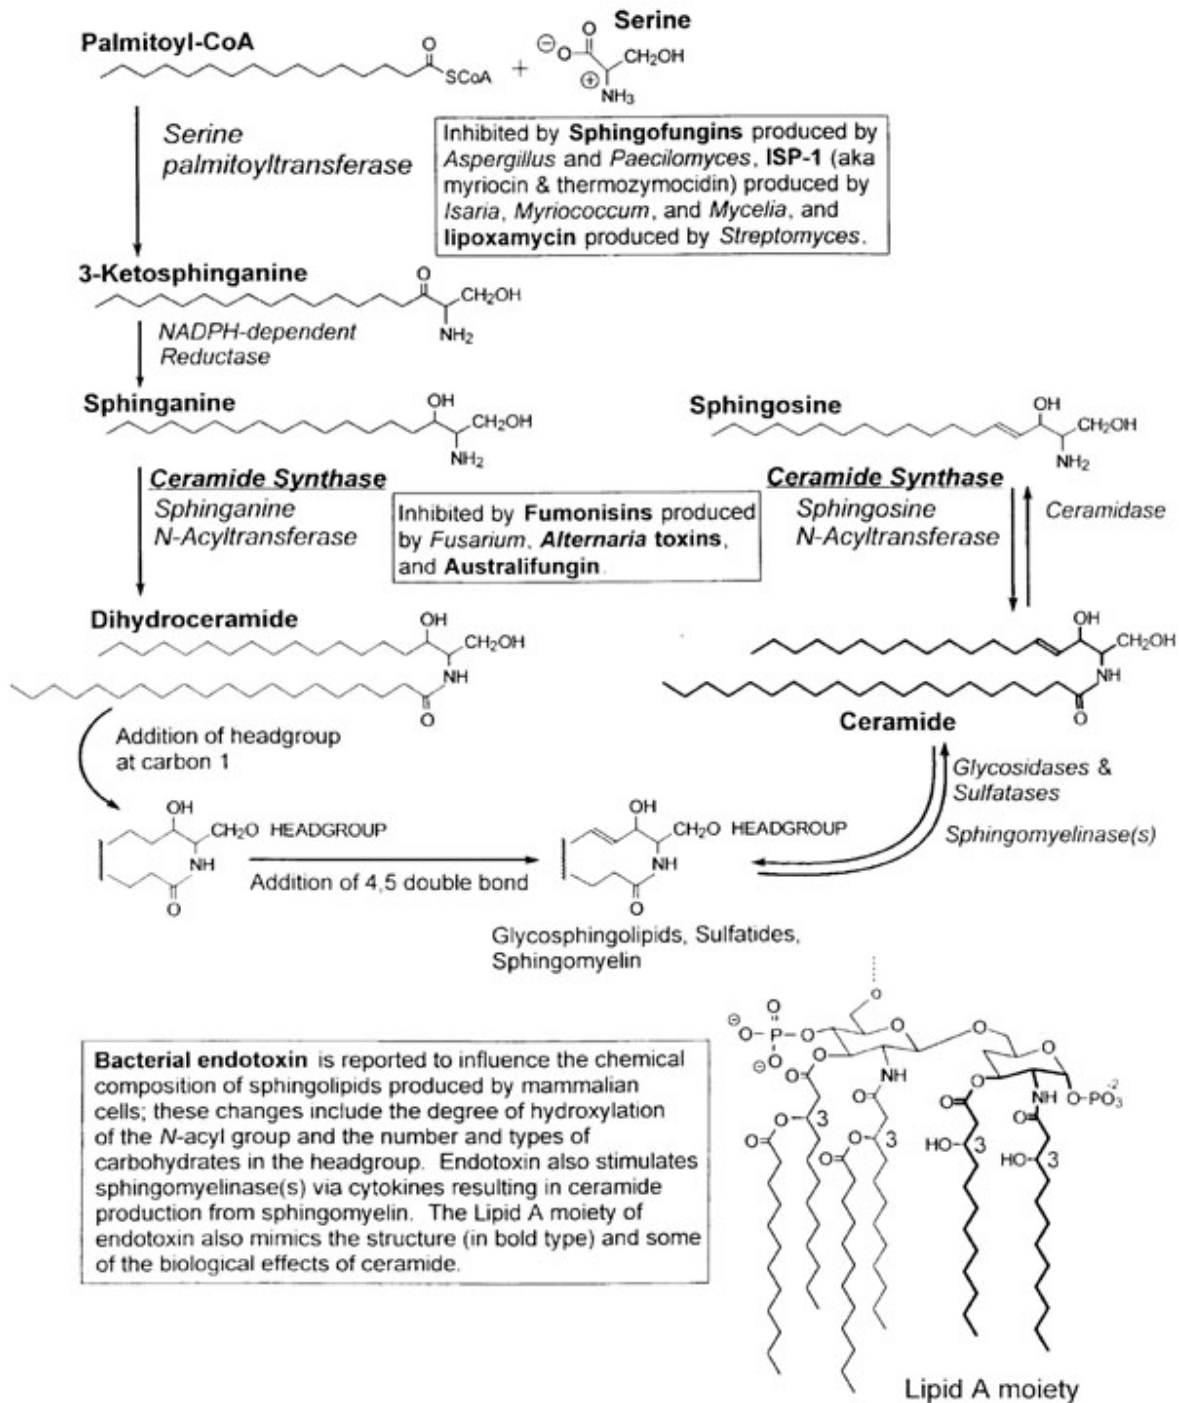 Palmitoyl-CoA
O
SCoA
+
Serine
O
⊖O
CH2OH
⊕
NH3
Serine
palmitoyltransferase
Inhibited by Sphingofungins produced by
Aspergillus and Paecilomyces, ISP-1 (aka
myriocin & thermozymocidin) produced by
Isaria, Myriococcum, and Mycelia, and
lipoxamycin produced by Streptomyces.
3-Ketosphinganine
O
CH2OH
NH2
NADPH-dependent
Reductase
Sphinganine
OH
CH2OH
NH2
Sphingosine
OH
CH2OH
NH2
Ceramide Synthase
Sphinganine
N-Acyltransferase
Inhibited by Fumonisins produced
by Fusarium, Alternaria toxins,
and Australifungin.
Ceramide Synthase
Sphingosine
N-Acyltransferase
Ceramidase
Dihydroceramide
OH
CH2OH
NH
O
OH
CH2OH
NH
O
Ceramide
Addition of headgroup
at carbon 1
Glycosidases &
Sulfatases
Sphingomyelinase(s)
OH
CH2O HEADGROUP
NH
O
Addition of 4,5 double bond
OH
CH2O HEADGROUP
NH
O
Glycosphingolipids, Sulfatides,
Sphingomyelin
Bacterial endotoxin is reported to influence the chemical
composition of sphingolipids produced by mammalian
cells; these changes include the degree of hydroxylation
of the N-acyl group and the number and types of
carbohydrates in the headgroup. Endotoxin also stimulates
sphingomyelinase(s) via cytokines resulting in ceramide
production from sphingomyelin. The Lipid A moiety of
endotoxin also mimics the structure (in bold type) and some
of the biological effects of ceramide.
O
O
⊖O-P-O
O⊖
O
O
O
O
NH
O
O
O
NH
O-PO3-2
O
O
O
O
O
3
O
O
3
O
HO
3
HO
3
Lipid A moiety